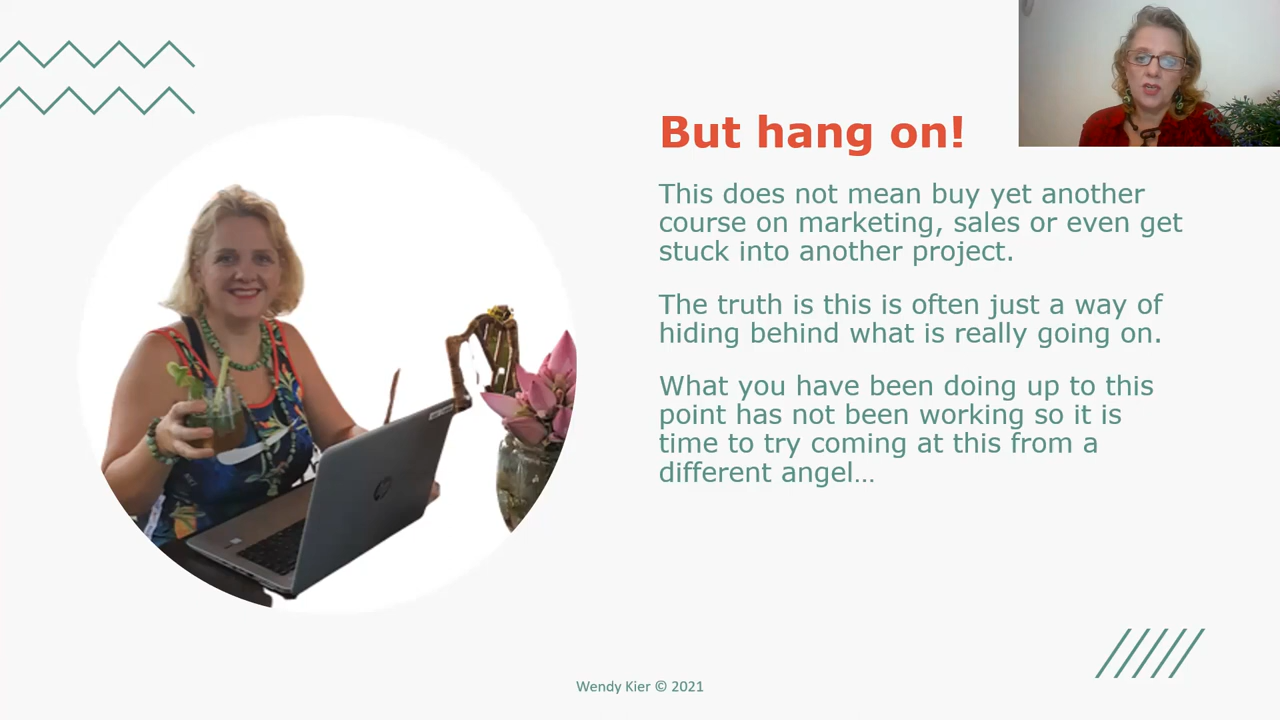 But hang on!
This does not mean buy yet another
course on marketing, sales or even get
stuck into another project.
The truth is this is often just a way of
hiding behind what is really going on.
What you have been doing up to this
point has not been working so it is
time to try coming at this from a
different angel…
Wendy Kier © 2021